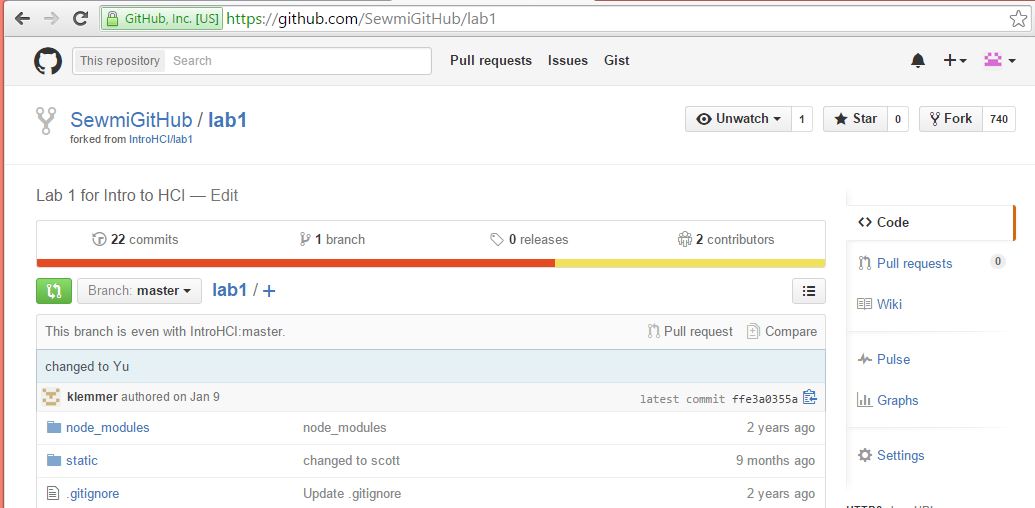 GitHub, Inc. [US] https://github.com/SewmiGitHub/lab1
This repository Search Pull requests Issues Gist
SewmiGitHub / lab1 Unwatch 1 Star 0 Fork 740
forked from IntroHCI/lab1
Lab 1 for Intro to HCI — Edit
22 commits 1 branch 0 releases 2 contributors
Branch: master lab1 / +
This branch is even with IntroHCI:master. Pull request Compare
changed to Yu
klemmer authored on Jan 9 latest commit ffe3a0355a
node_modules node_modules 2 years ago
static changed to scott 9 months ago
.gitignore Update .gitignore 2 years ago
Code
Pull requests 0
Wiki
Pulse
Graphs
Settings